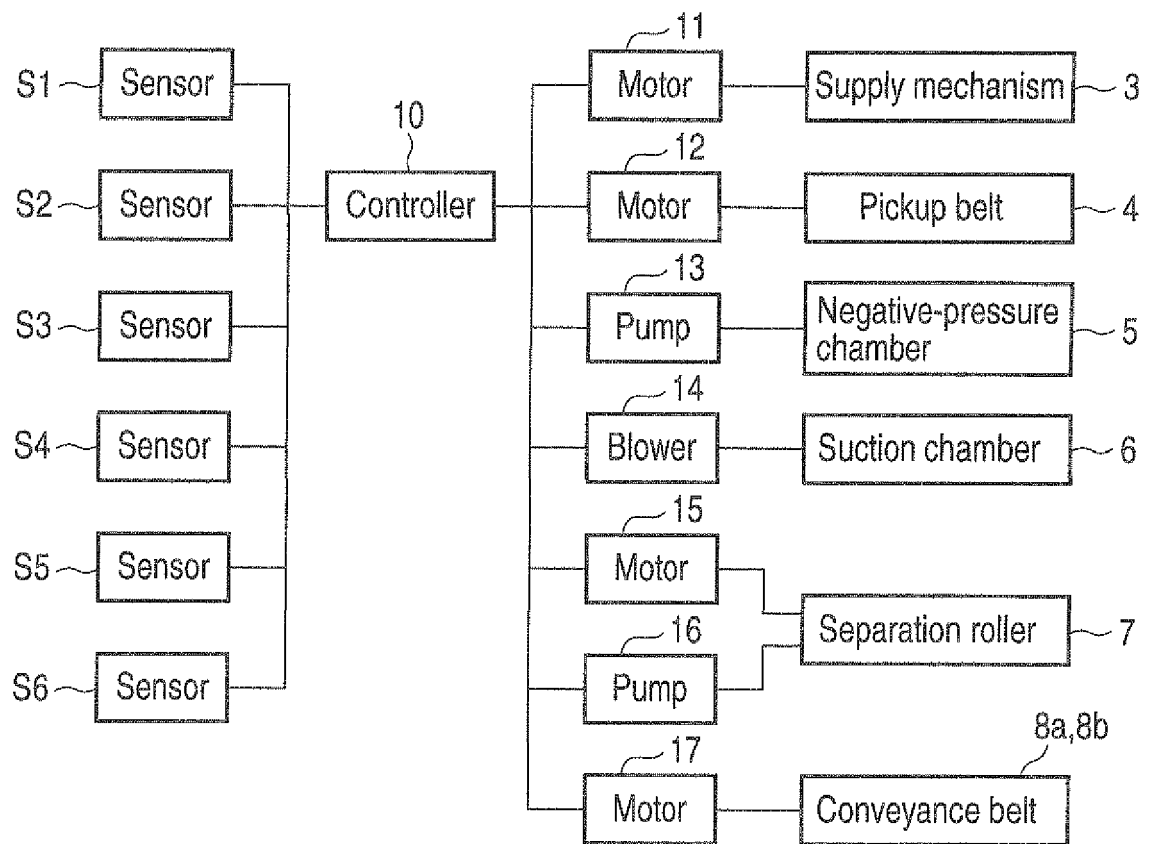 11
S1 Sensor Motor Supply mechanism 3
10 12
S2 Sensor Controller Motor Pickup belt 4
13
S3 Sensor Pump Negative-pressure
chamber 5
14
S4 Sensor Blower Suction chamber 6
15
S5 Sensor Motor
Separation roller 7
16
S6 Sensor Pump
17 8a,8b
Motor Conveyance belt